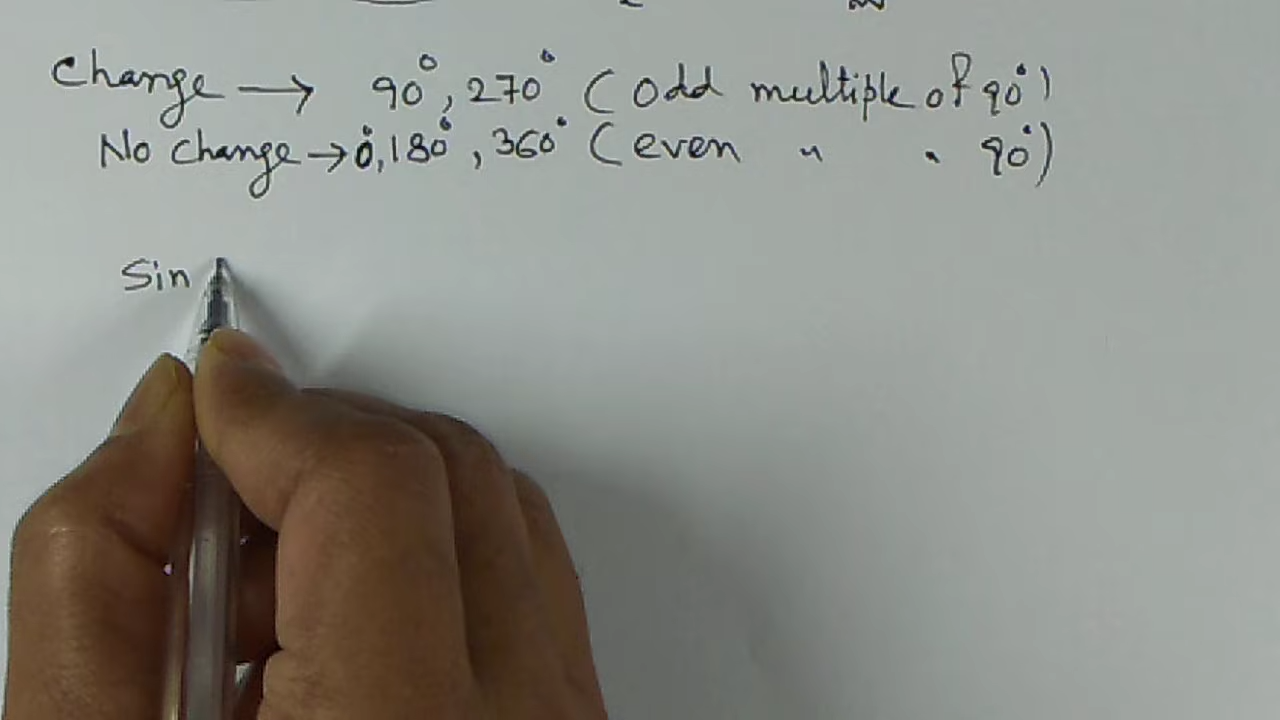 Change → 90°, 270° (Odd multiple of 90°)
No change → 0°, 180°, 360° (even " " 90°)
Sin